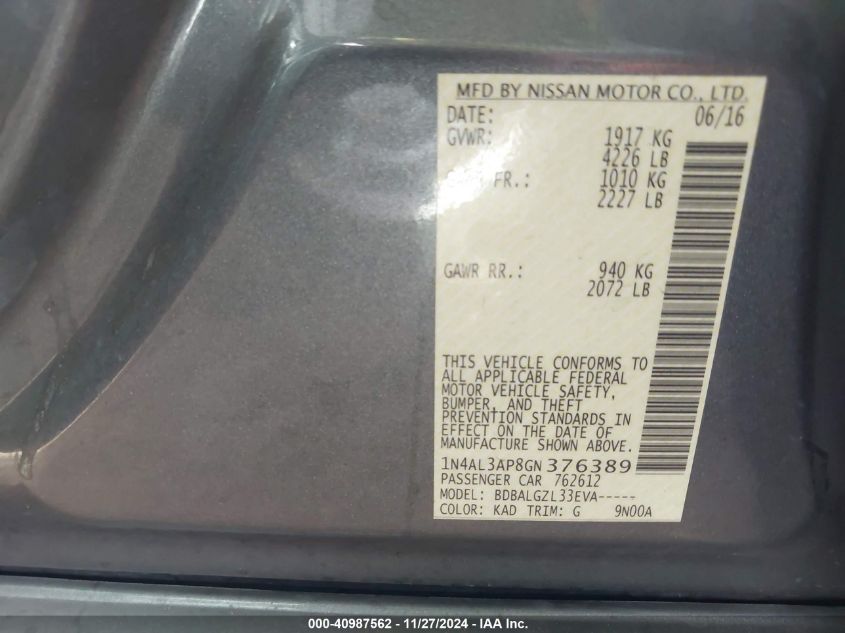 MFD BY NISSAN MOTOR CO., LTD.
DATE: 06/16
GVWR: 1917 KG
4226 LB
FR.: 1010 KG
2227 LB
GAWR RR.: 940 KG
2072 LB
THIS VEHICLE CONFORMS TO
ALL APPLICABLE FEDERAL
MOTOR VEHICLE SAFETY,
BUMPER, AND THEFT
PREVENTION STANDARDS IN
EFFECT ON THE DATE OF
MANUFACTURE SHOWN ABOVE.
1N4AL3AP8GN376389
PASSENGER CAR 762612
MODEL: BDBALGZL33EVA-----
COLOR: KAD TRIM: G 9N00A
000-40987562 - 11/27/2024 - IAA Inc.